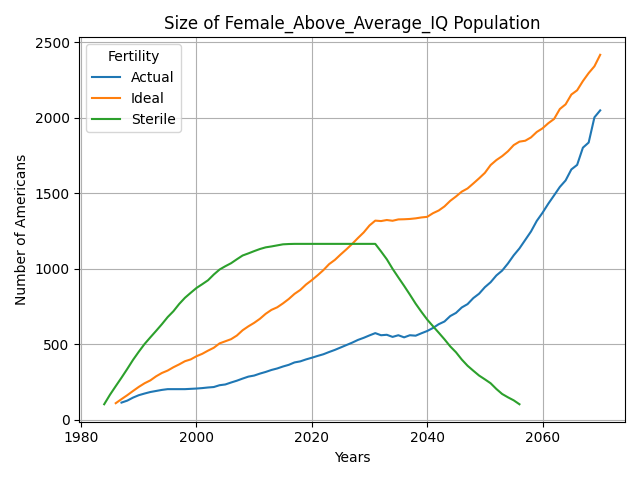 Size of Female_Above_Average_IQ Population
2500
2000
1500
1000
500
0
Number of Americans
Fertility
Actual
Ideal
Sterile
1980
2000
2020
2040
2060
Years